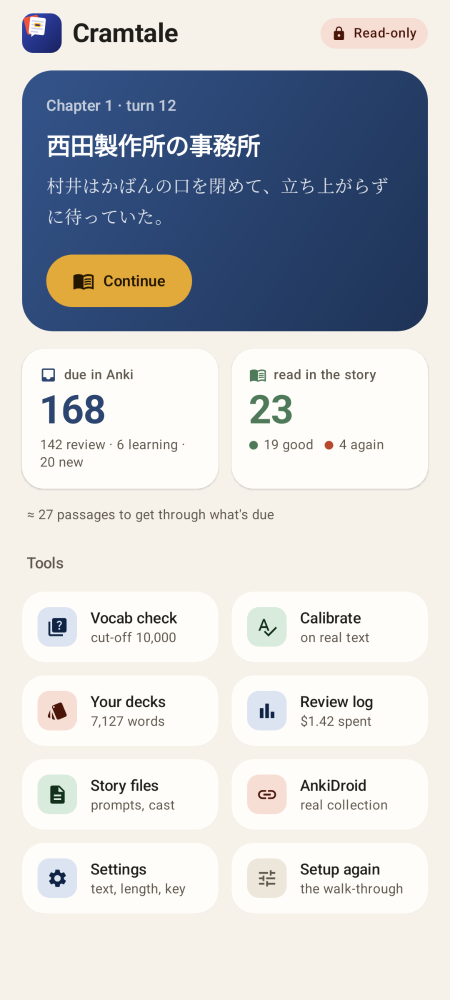 Cramtale
Read-only
Chapter 1 · turn 12
西田製作所の事務所
村井はかばんの口を閉めて、立ち上がらず
に待っていた。
Continue
due in Anki
168
142 review · 6 learning ·
20 new
read in the story
23
19 good 4 again
≈ 27 passages to get through what's due
Tools
Vocab check
cut-off 10,000
Calibrate
on real text
Your decks
7,127 words
Review log
$1.42 spent
Story files
prompts, cast
AnkiDroid
real collection
Settings
text, length, key
Setup again
the walk-through